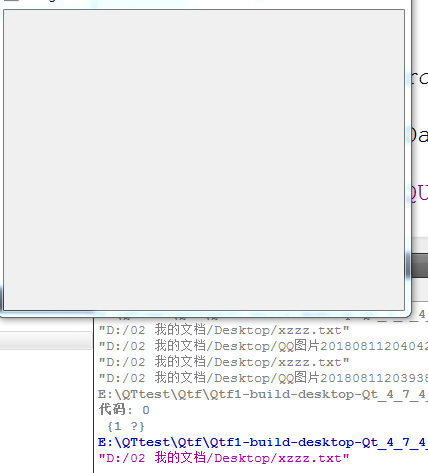 rc
Da
QU
"D:/02 我的文档/Desktop/xzzz.txt"
"D:/02 我的文档/Desktop/QQ图片20180811204042
"D:/02 我的文档/Desktop/xzzz.txt"
"D:/02 我的文档/Desktop/QQ图片20180811203938
E:\QTtest\Qtf\Qtf1-build-desktop-Qt_4_7_4_
代码: 0
{1 ?}
E:\QTtest\Qtf\Qtf1-build-desktop-Qt_4_7_4_
"D:/02 我的文档/Desktop/xzzz.txt"